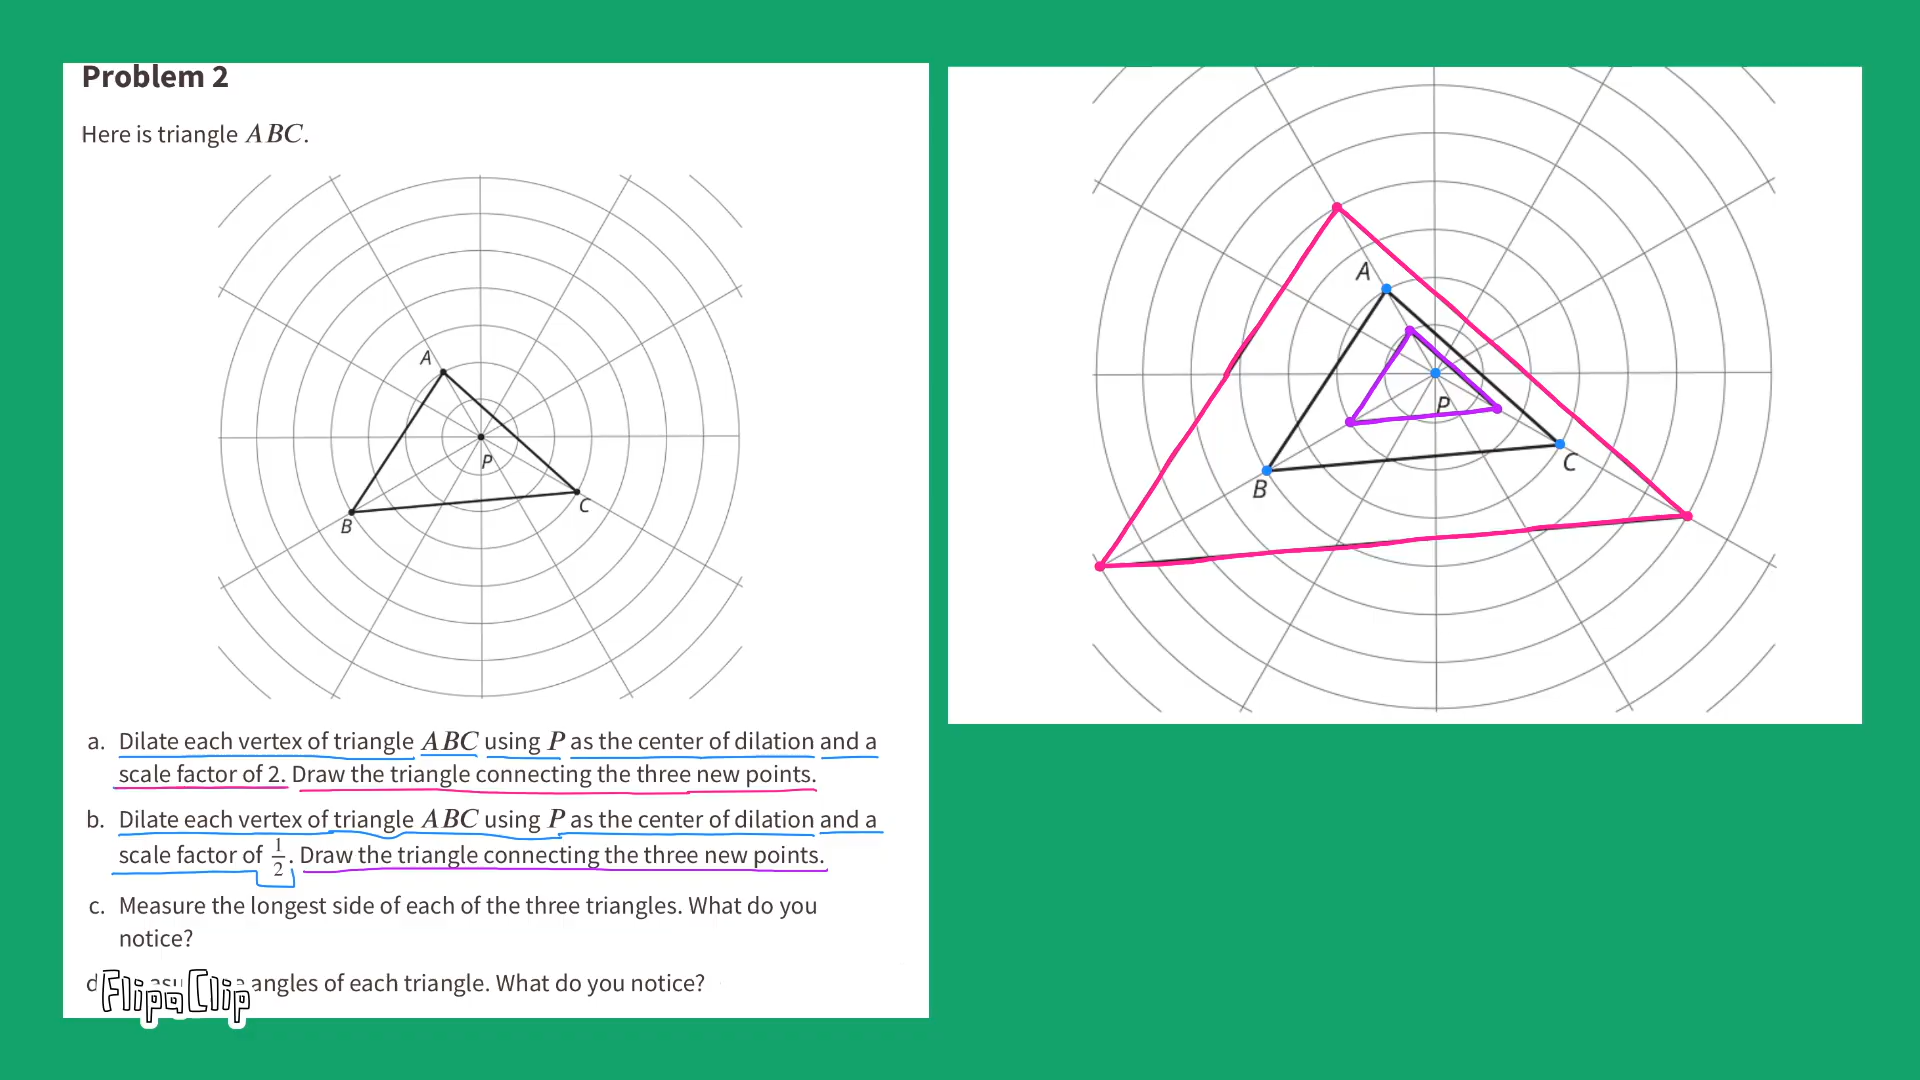 Problem 2
Here is triangle ABC.
A
P
B
C
a. Dilate each vertex of triangle ABC using P as the center of dilation and a
scale factor of 2. Draw the triangle connecting the three new points.
b. Dilate each vertex of triangle ABC using P as the center of dilation and a
scale factor of 1/2. Draw the triangle connecting the three new points.
c. Measure the longest side of each of the three triangles. What do you
notice?
d angles of each triangle. What do you notice?
FlipaClip
A
P
C
B